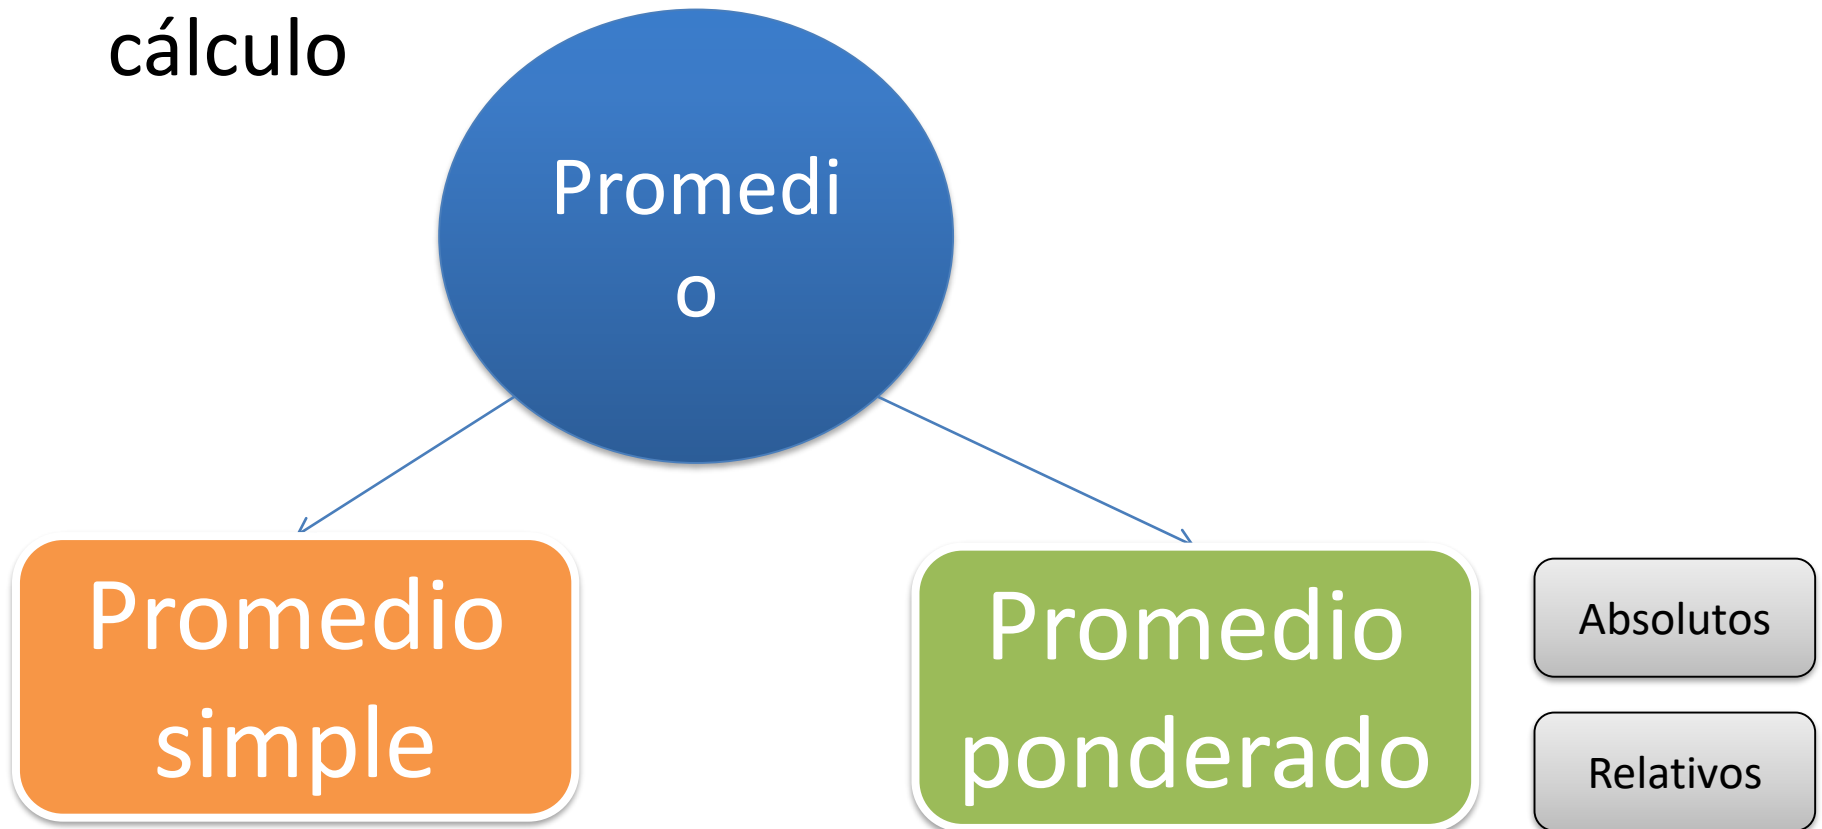 cálculo
Promedi
o
Promedio
simple
Promedio
ponderado
Absolutos
Relativos